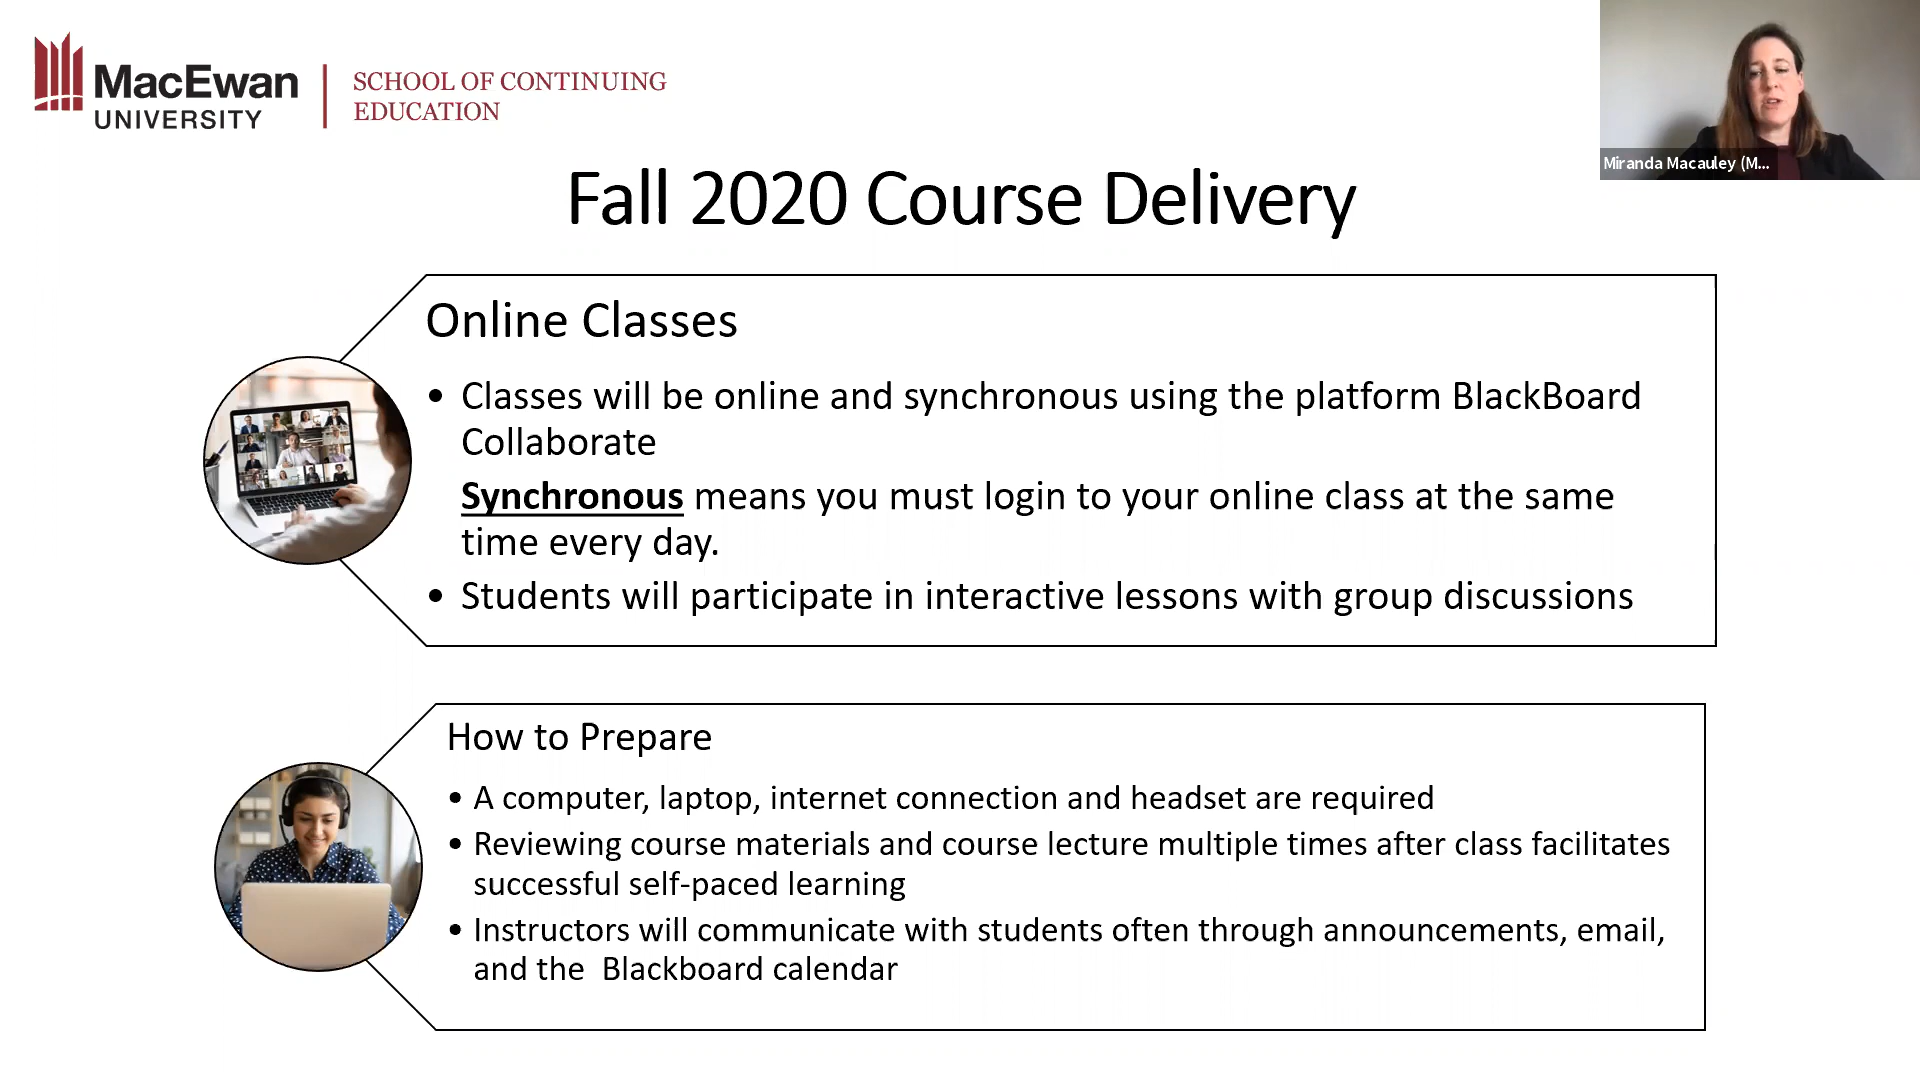 MacEwan
UNIVERSITY
SCHOOL OF CONTINUING
EDUCATION
Miranda Macauley (M...
Fall 2020 Course Delivery
Online Classes
• Classes will be online and synchronous using the platform BlackBoard
Collaborate
Synchronous means you must login to your online class at the same
time every day.
• Students will participate in interactive lessons with group discussions
How to Prepare
• A computer, laptop, internet connection and headset are required
• Reviewing course materials and course lecture multiple times after class facilitates
successful self-paced learning
• Instructors will communicate with students often through announcements, email,
and the  Blackboard calendar